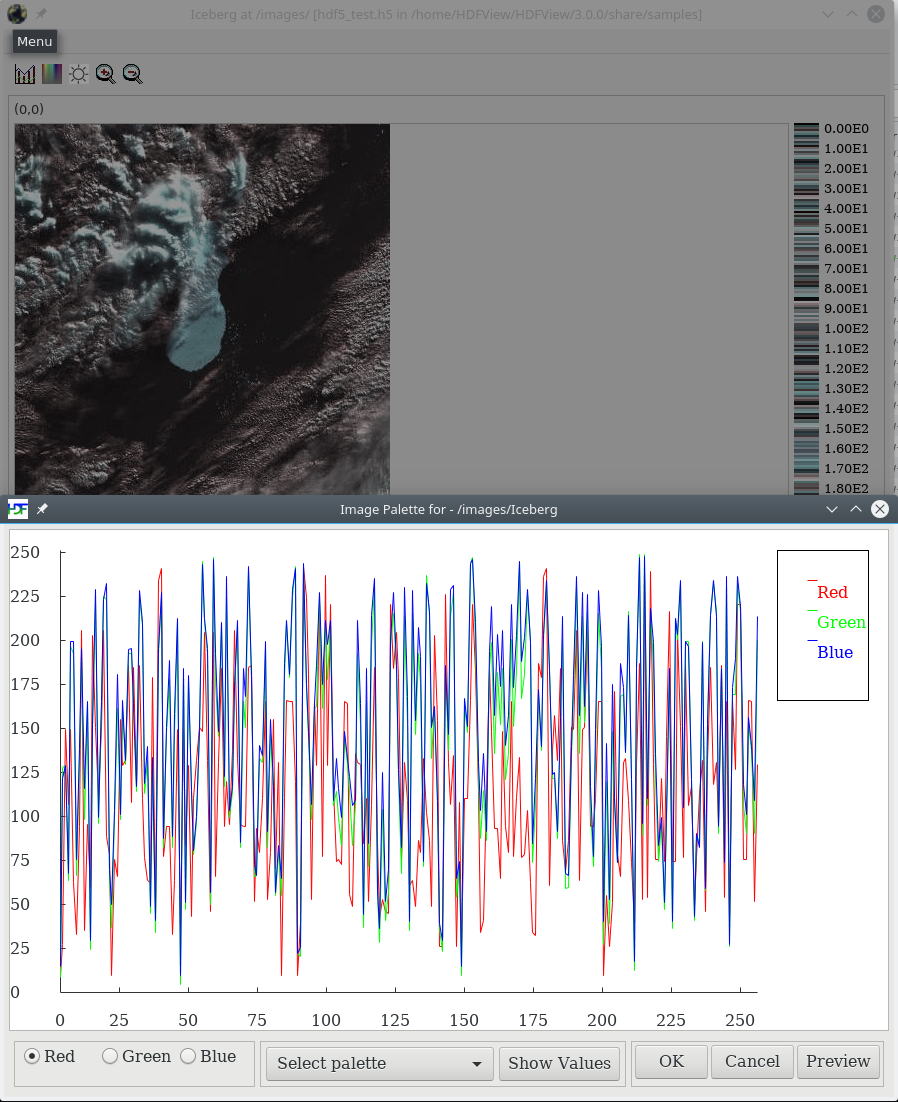 Iceberg at /images/ [hdf5_test.h5 in /home/HDFView/HDFView/3.0.0/share/samples]
Menu
(0,0)
0.00E0
1.00E1
2.00E1
3.00E1
4.00E1
5.00E1
6.00E1
7.00E1
8.00E1
9.00E1
1.00E2
1.10E2
1.20E2
1.30E2
1.40E2
1.50E2
1.60E2
1.70E2
1.80E2
HDF
Image Palette for - /images/Iceberg
250
225
200
175
150
125
100
75
50
25
0
0 25 50 75 100 125 150 175 200 225 250
Red
Green
Blue
Red Green Blue
Select palette
Show Values
OK Cancel Preview